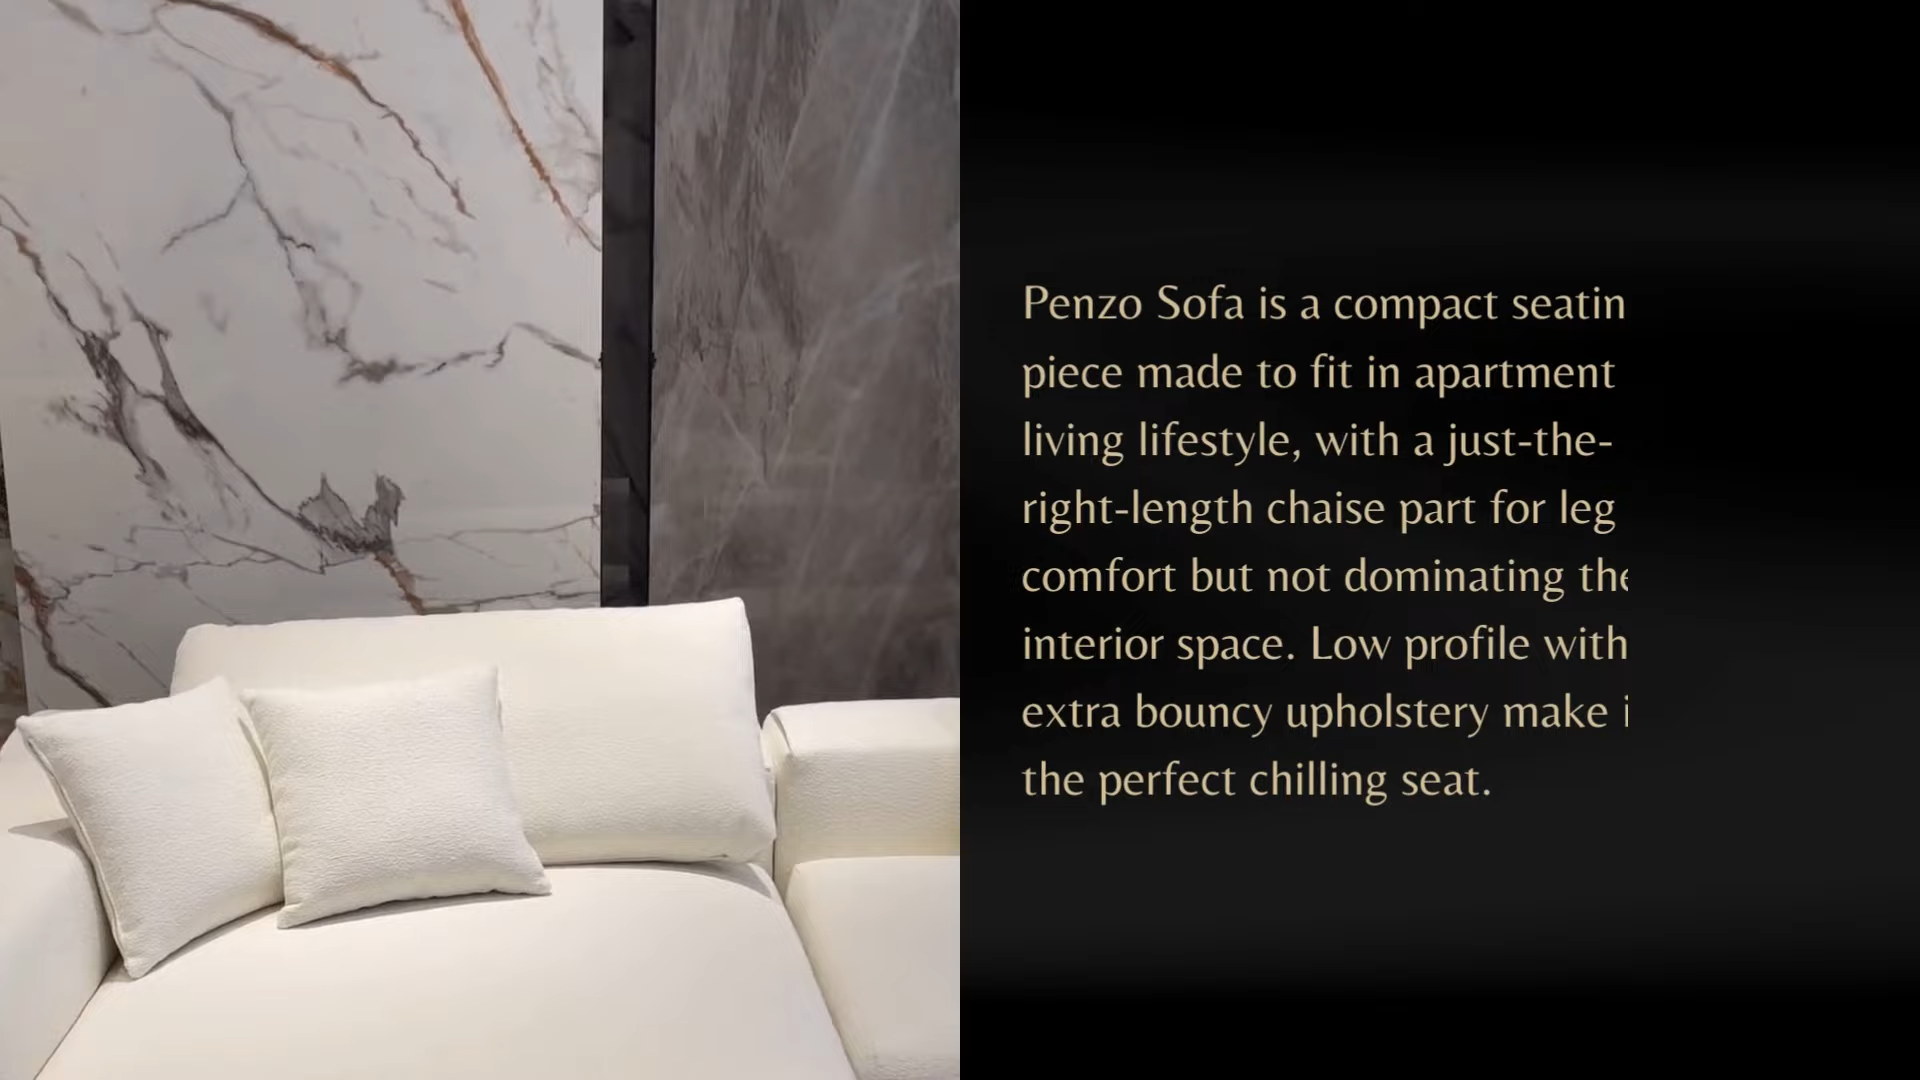 Penzo Sofa is a compact seatin
piece made to fit in apartment
living lifestyle, with a just-the-
right-length chaise part for leg
comfort but not dominating the
interior space. Low profile with
extra bouncy upholstery make i
the perfect chilling seat.